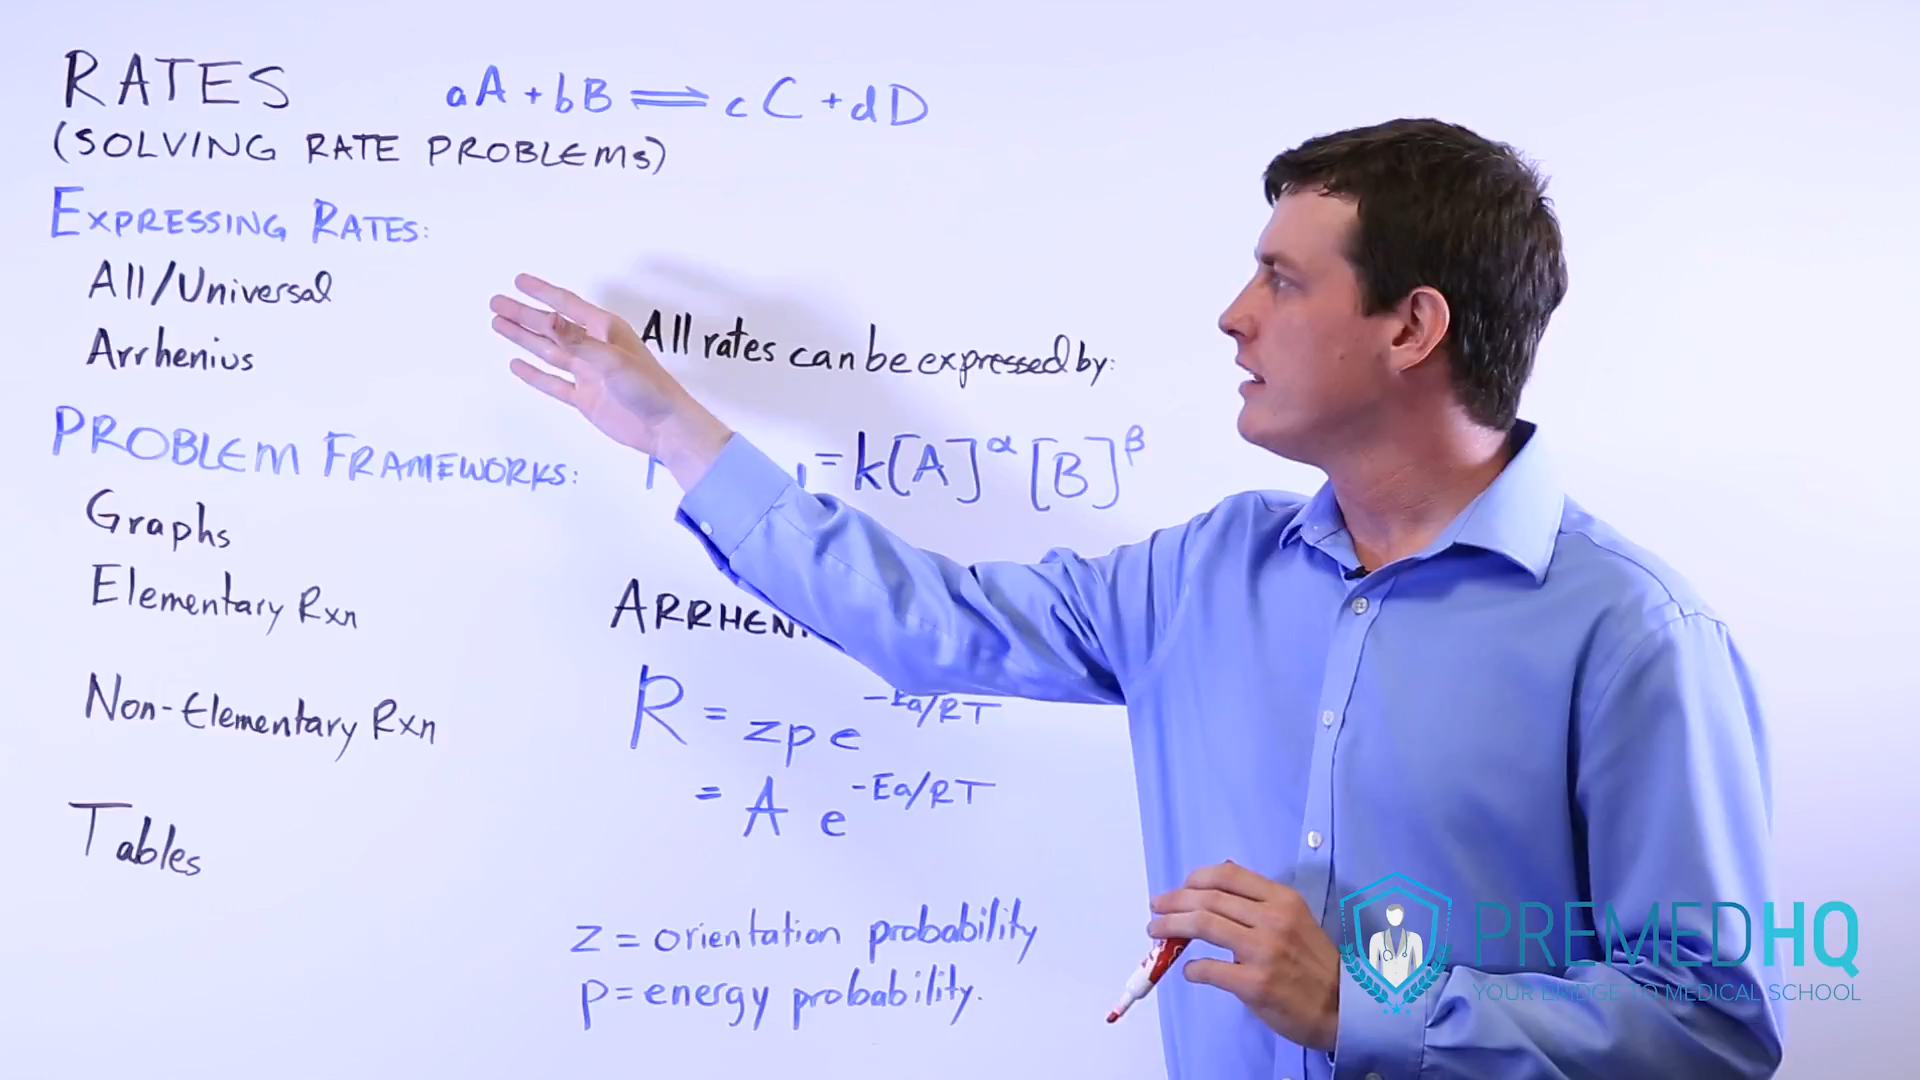 RATES
aA + bB ⇌ cC + dD
(SOLVING RATE PROBLEMS)
EXPRESSING RATES:
All/Universal
Arrhenius
PROBLEM FRAMEWORKS:
Graphs
Elementary Rxn
Non-Elementary Rxn
Tables
All rates can be expressed by:
= k[A]^α [B]^β
R = zpe^-Ea/RT
= A e^-Ea/RT
z = orientation probability
p = energy probability.
PREMEDHQ
YOUR BRIDGE TO MEDICAL SCHOOL